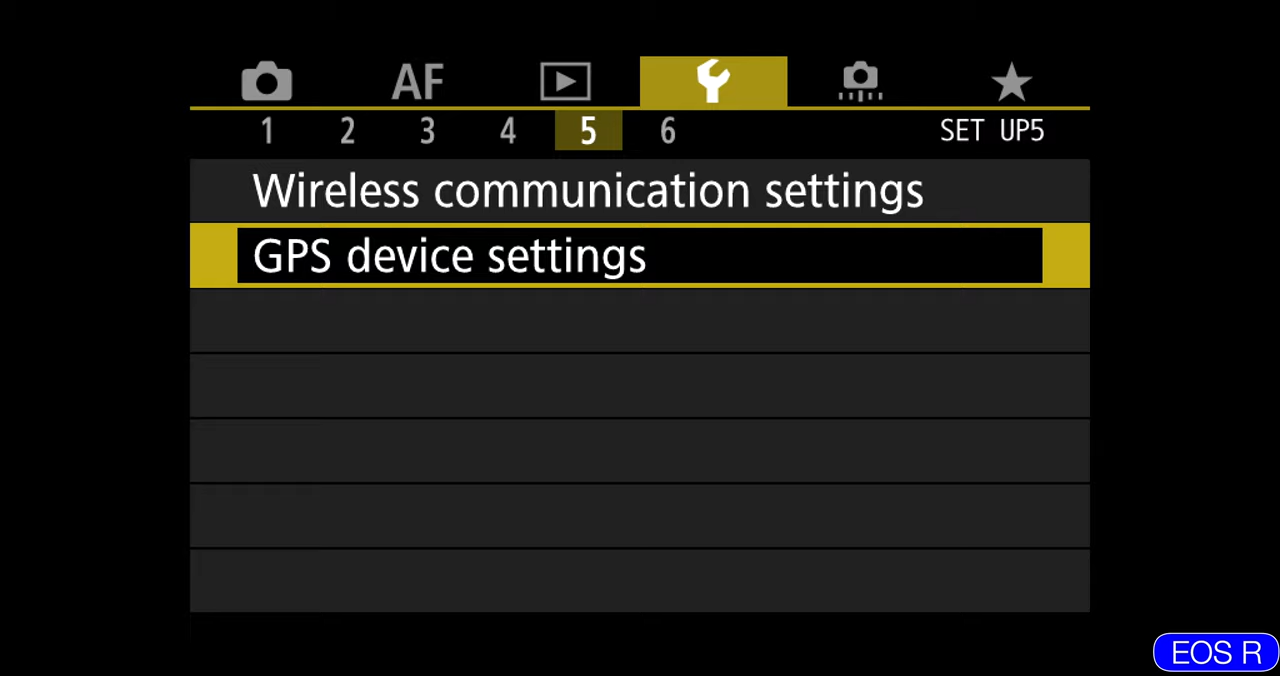 AF
1 2 3 4 5 6 SET UP5
Wireless communication settings
GPS device settings
EOS R